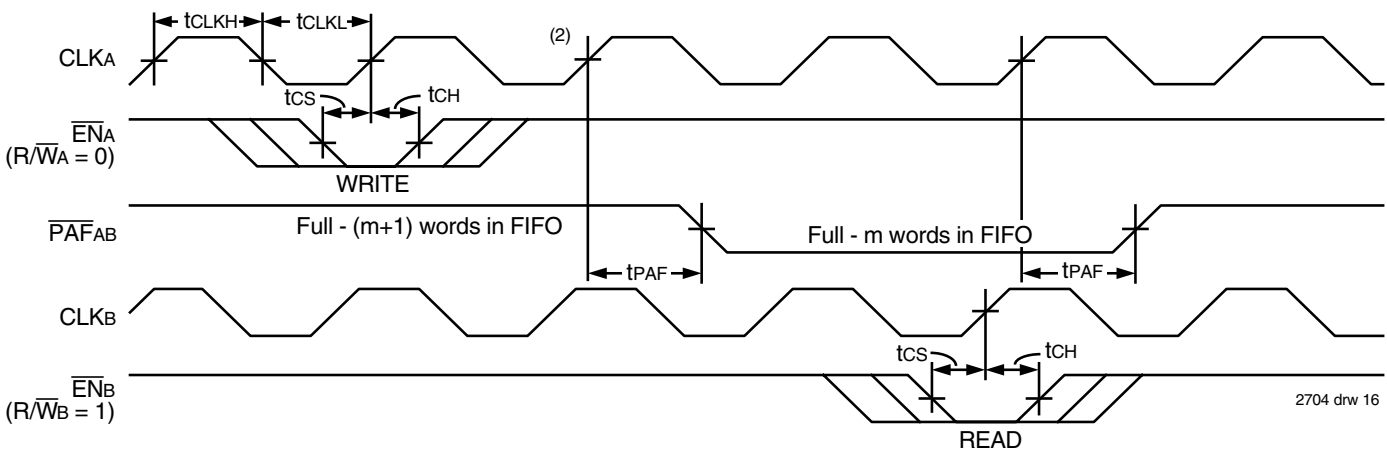 tCLKH tCLKL
(2)
CLKA
tCS tCH
ENA
(R/WA = 0)
WRITE
PAFAB
Full - (m+1) words in FIFO
Full - m words in FIFO
tPAF tPAF
CLKB
tCS tCH
ENB
(R/WB = 1)
2704 drw 16
READ